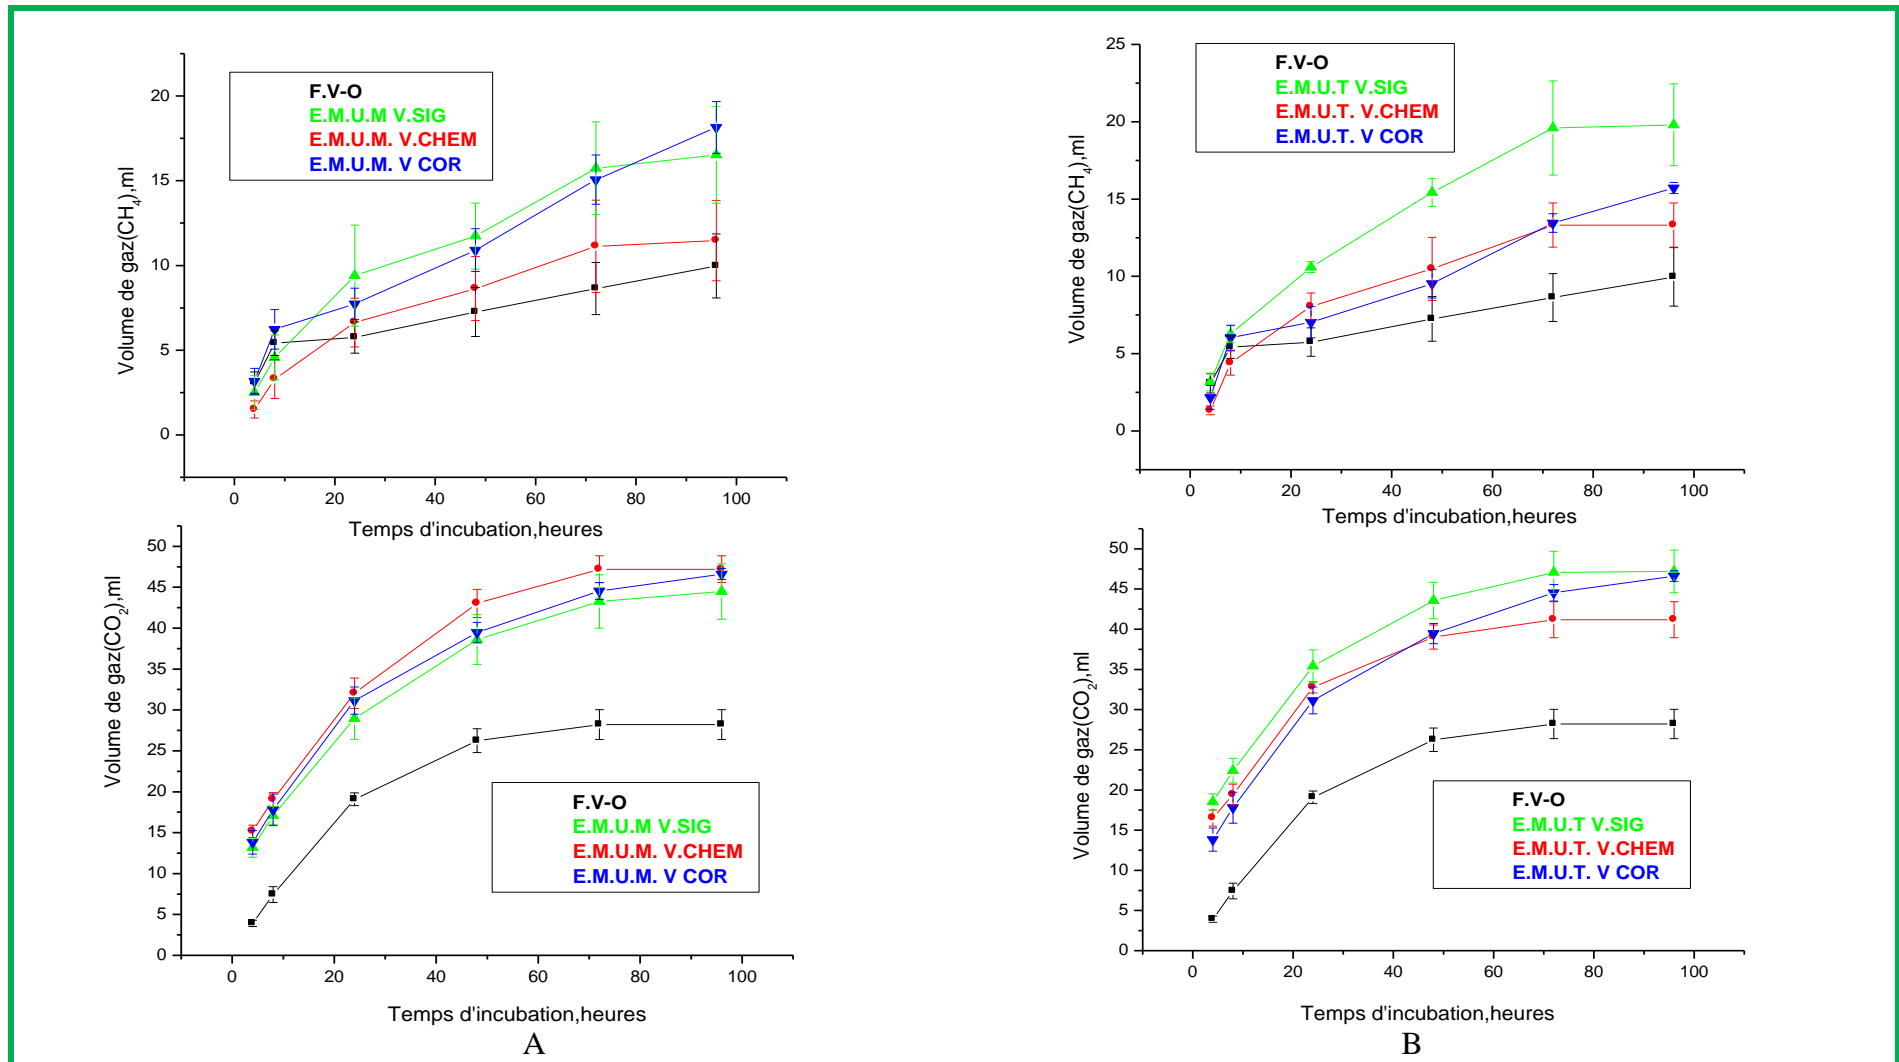 F.V-O
E.M.U.M V.SIG
E.M.U.M. V.CHEM
E.M.U.M. V COR
Volume de gaz(CH4),ml
20
15
10
5
0
0 20 40 60 80 100
Temps d'incubation,heures
F.V-O
E.M.U.T V.SIG
E.M.U.T. V.CHEM
E.M.U.T. V COR
Volume de gaz(CH4),ml
25
20
15
10
5
0
0 20 40 60 80 100
Temps d'incubation,heures
Volume de gaz(CO2),ml
50
45
40
35
30
25
20
15
10
5
0
F.V-O
E.M.U.M V.SIG
E.M.U.M. V.CHEM
E.M.U.M. V COR
0 20 40 60 80 100
Temps d'incubation,heures
A
Volume de gaz(CO2),ml
50
45
40
35
30
25
20
15
10
5
0
F.V-O
E.M.U.T V.SIG
E.M.U.T. V.CHEM
E.M.U.T. V COR
0 20 40 60 80 100
Temps d'incubation,heures
B